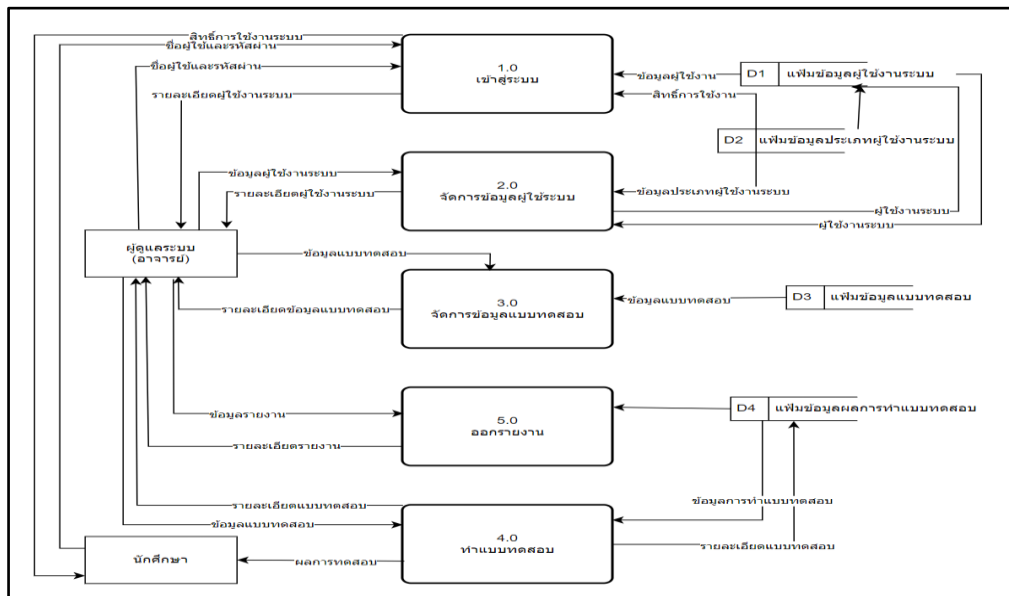 สิทธิ์การใช้งานระบบ
ชื่อผู้ใช้และรหัสผ่าน
ชื่อผู้ใช้และรหัสผ่าน
รายละเอียดผู้ใช้งานระบบ
1.0
เข้าสู่ระบบ
ข้อมูลผู้ใช้งาน
สิทธิ์การใช้งาน
D1 แฟ้มข้อมูลผู้ใช้งานระบบ
D2 แฟ้มข้อมูลประเภทผู้ใช้งานระบบ
ข้อมูลผู้ใช้งานระบบ
รายละเอียดผู้ใช้งานระบบ
2.0
จัดการข้อมูลผู้ใช้ระบบ
ข้อมูลประเภทผู้ใช้งานระบบ
ผู้ใช้งานระบบ
ผู้ใช้งานระบบ
ผู้ดูแลระบบ
(อาจารย์)
ข้อมูลแบบทดสอบ
รายละเอียดข้อมูลแบบทดสอบ
3.0
จัดการข้อมูลแบบทดสอบ
ข้อมูลแบบทดสอบ
D3 แฟ้มข้อมูลแบบทดสอบ
ข้อมูลรายงาน
รายละเอียดรายงาน
5.0
ออกรายงาน
D4 แฟ้มข้อมูลผลการทำแบบทดสอบ
ข้อมูลการทำแบบทดสอบ
รายละเอียดแบบทดสอบ
รายละเอียดแบบทดสอบ
ข้อมูลแบบทดสอบ
4.0
ทำแบบทดสอบ
นักศึกษา
ผลการทดสอบ